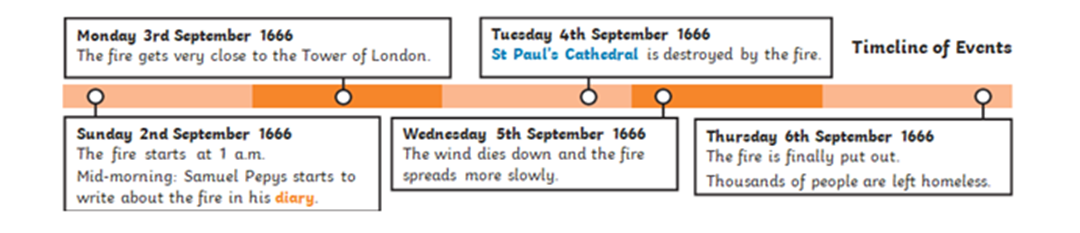 Monday 3rd September 1666
The fire gets very close to the Tower of London.
Tuesday 4th September 1666
St Paul's Cathedral is destroyed by the fire.
Timeline of Events
Sunday 2nd September 1666
The fire starts at 1 a.m.
Mid-morning: Samuel Pepys starts to
write about the fire in his diary.
Wednesday 5th September 1666
The wind dies down and the fire
spreads more slowly.
Thursday 6th September 1666
The fire is finally put out.
Thousands of people are left homeless.